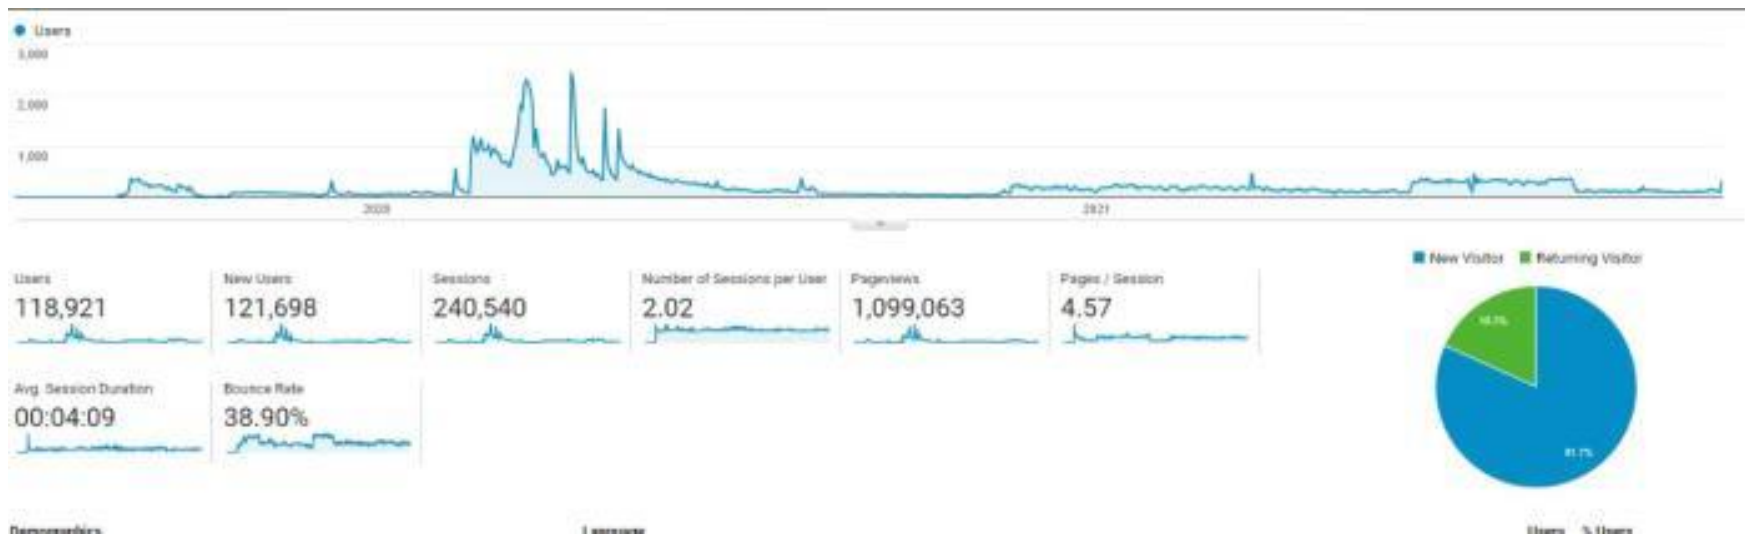 Users
3,000
2,000
1,000
2020
2021
New Visitor
Returning Visitor
Users
118,921
New Users
121,698
Sessions
240,540
Number of Sessions per User
2.02
Pageviews
1,099,063
Pages / Session
4.57
81.7%
Avg. Session Duration
00:04:09
Bounce Rate
38.90%
Demographics
Language
Users
% Users